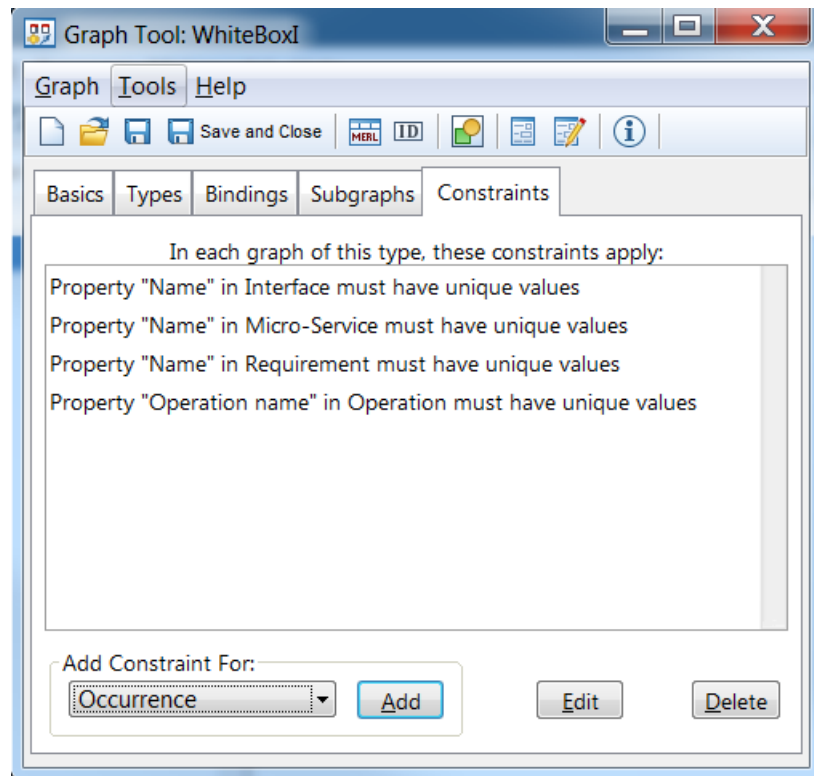 Graph Tool: WhiteBoxI
Graph Tools Help
Save and Close MERL ID
Basics Types Bindings Subgraphs Constraints
In each graph of this type, these constraints apply:
Property "Name" in Interface must have unique values
Property "Name" in Micro-Service must have unique values
Property "Name" in Requirement must have unique values
Property "Operation name" in Operation must have unique values
Add Constraint For:
Occurrence Add Edit Delete